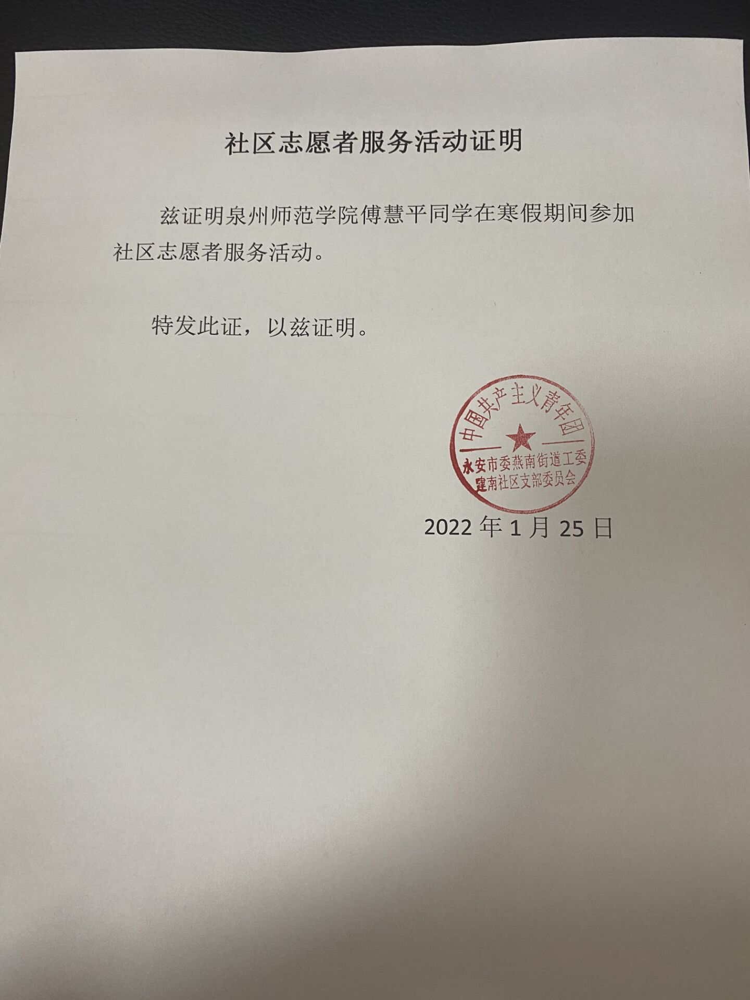 社区志愿者服务活动证明
兹证明泉州师范学院傅慧平同学在寒假期间参加
社区志愿者服务活动。
特发此证，以兹证明。
中国共产主义青年团
永安市委燕南街道工委
建南社区支部委员会
2022 年 1 月 25 日